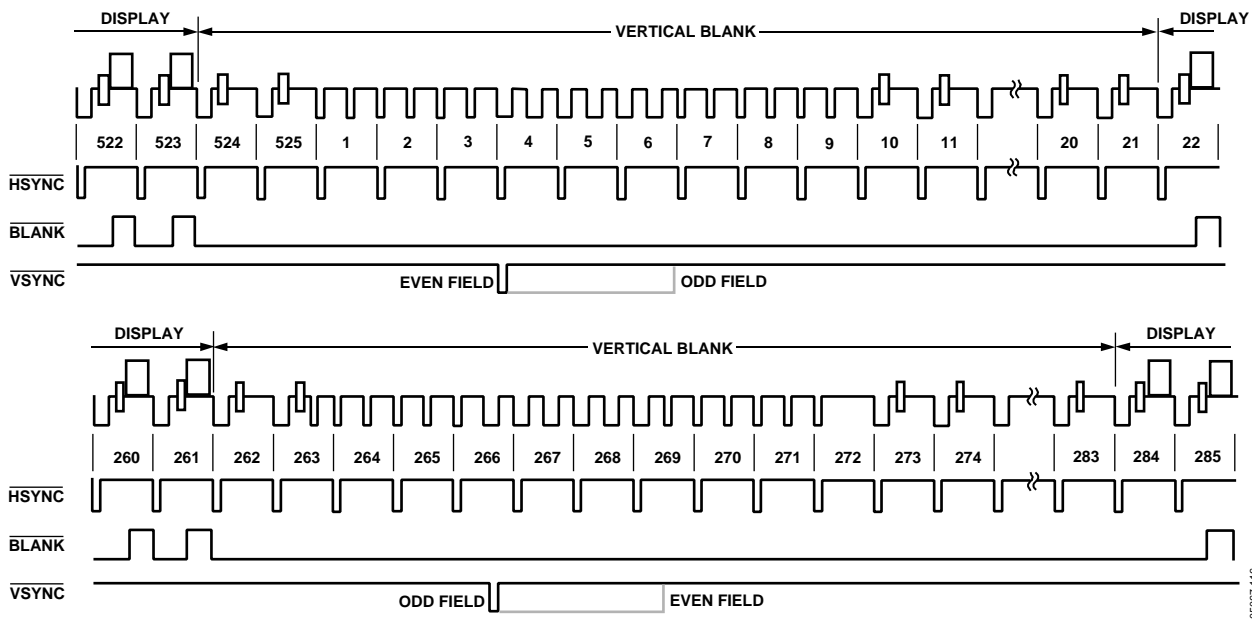 DISPLAY VERTICAL BLANK DISPLAY
522 523 524 525 1 2 3 4 5 6 7 8 9 10 11 20 21 22
HSYNC
BLANK
VSYNC
EVEN FIELD ODD FIELD
DISPLAY VERTICAL BLANK DISPLAY
260 261 262 263 264 265 266 267 268 269 270 271 272 273 274 283 284 285
HSYNC
BLANK
VSYNC
ODD FIELD EVEN FIELD